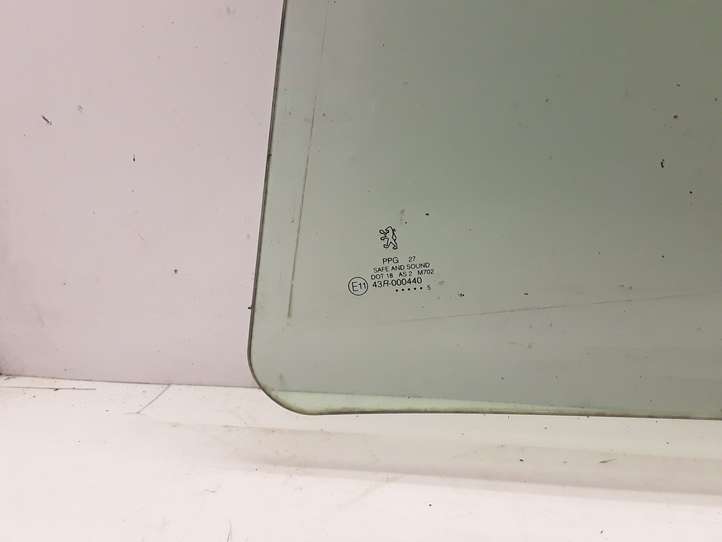 PPG 27
SAFE AND SOUND
DOT 18 AS 2 M702
E11 43R-000440
..... 5